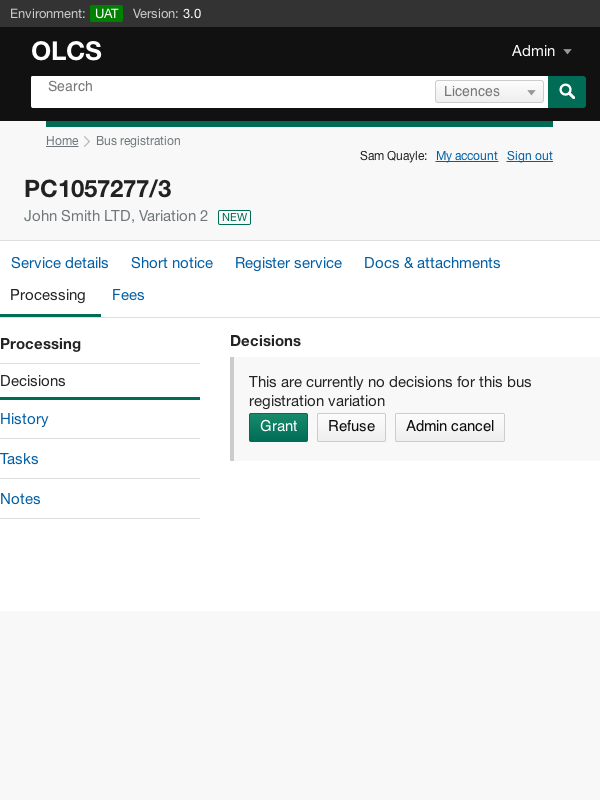 Environment: UAT Version: 3.0
OLCS
Admin
Search
Licences
Home Bus registration
Sam Quayle: My account Sign out
PC1057277/3
John Smith LTD, Variation 2 NEW
Service details Short notice Register service Docs & attachments
Processing Fees
Processing
Decisions
History
Tasks
Notes
Decisions
This are currently no decisions for this bus
registration variation
Grant Refuse Admin cancel